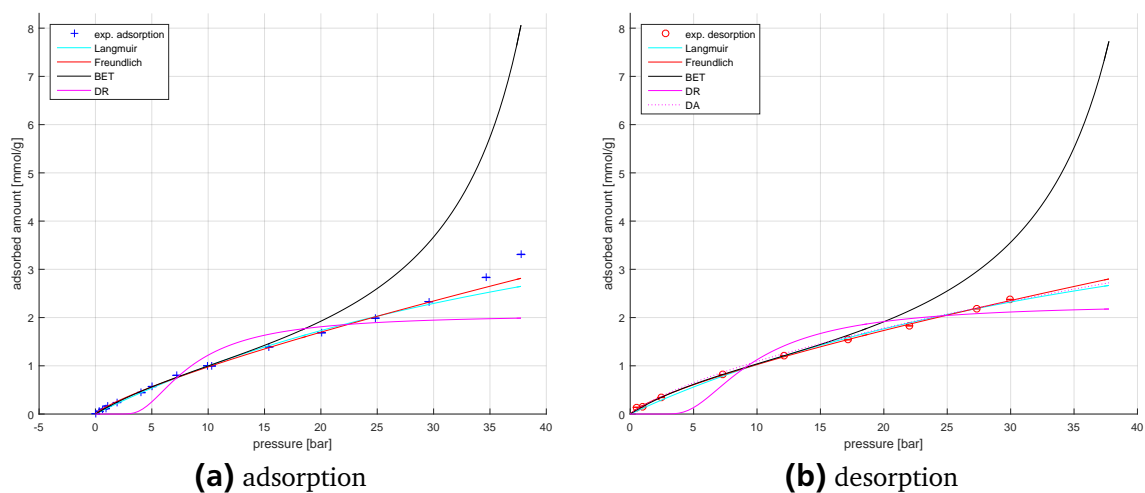 exp. adsorption
Langmuir
Freundlich
BET
DR
adsorbed amount [mmol/g]
8
7
6
5
4
3
2
1
0
-5 0 5 10 15 20 25 30 35 40
pressure [bar]
(a) adsorption
exp. desorption
Langmuir
Freundlich
BET
DR
DA
adsorbed amount [mmol/g]
8
7
6
5
4
3
2
1
0
0 5 10 15 20 25 30 35 40
pressure [bar]
(b) desorption